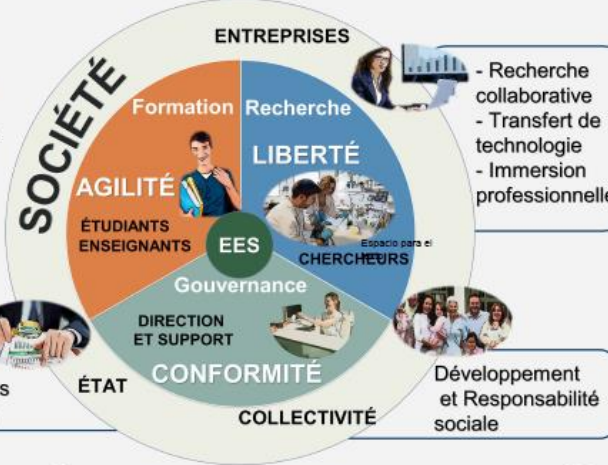 ENTREPRISES
SOCIÉTÉ
Formation
Recherche
LIBERTÉ
AGILITÉ
ÉTUDIANTS
ENSEIGNANTS
EES
Espacio para el
CHERCHEURS
Gouvernance
DIRECTION
ET SUPPORT
CONFORMITÉ
ÉTAT
COLLECTIVITÉ
- Recherche
collaborative
- Transfert de
technologie
- Immersion
professionnelle
Développement
et Responsabilité
sociale